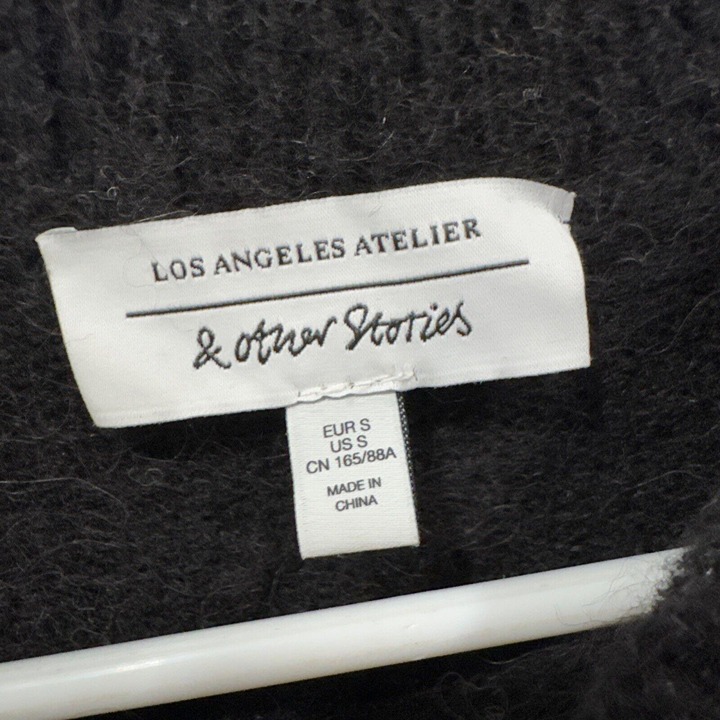 LOS ANGELES ATELIER
& other Stories
EUR S
US S
CN 165/88A
MADE IN
CHINA